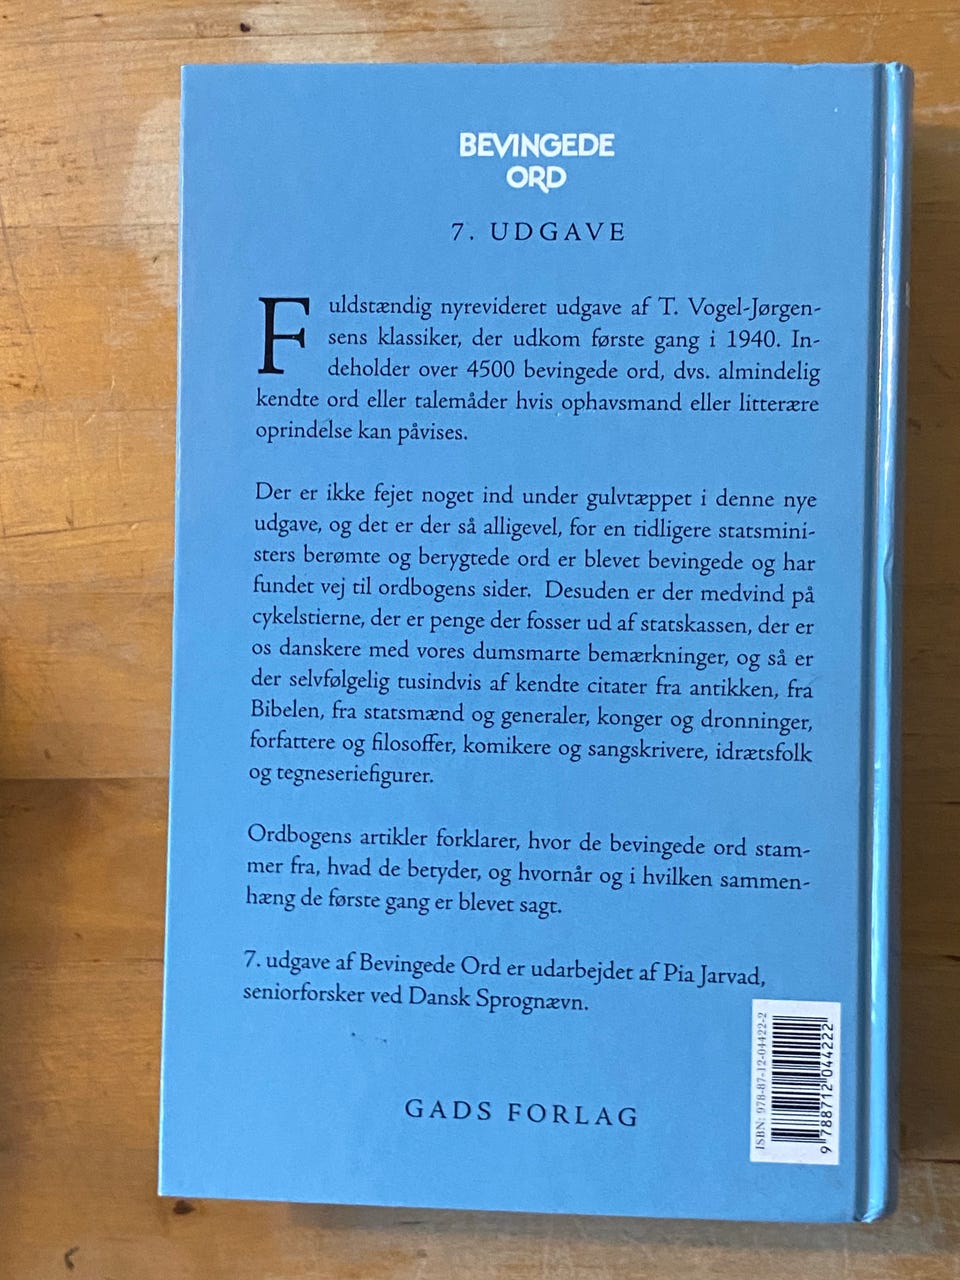 BEVINGEDE
ORD
7. UDGAVE
Fuldstændig nyrevideret udgave af T. Vogel-Jørgen-
sens klassiker, der udkom første gang i 1940. In-
deholder over 4500 bevingede ord, dvs. almindelig
kendte ord eller talemåder hvis ophavsmand eller litterære
oprindelse kan påvises.
Der er ikke fejet noget ind under gulvtæppet i denne nye
udgave, og det er der så alligevel, for en tidligere statsmini-
sters berømte og berygtede ord er blevet bevingede og har
fundet vej til ordbogens sider. Desuden er der medvind på
cykelstierne, der er penge der fosser ud af statskassen, der er
os danskere med vores dumsmarte bemærkninger, og så er
der selvfølgelig tusindvis af kendte citater fra antikken, fra
Bibelen, fra statsmænd og generaler, konger og dronninger,
forfattere og filosoffer, komikere og sangskrivere, idrætsfolk
og tegneseriefigurer.
Ordbogens artikler forklarer, hvor de bevingede ord stam-
mer fra, hvad de betyder, og hvornår og i hvilken sammen-
hæng de første gang er blevet sagt.
7. udgave af Bevingede Ord er udarbejdet af Pia Jarvad,
seniorforsker ved Dansk Sprognævn.
GADS FORLAG
ISBN: 978-87-12-04422-2
9 788712 044222